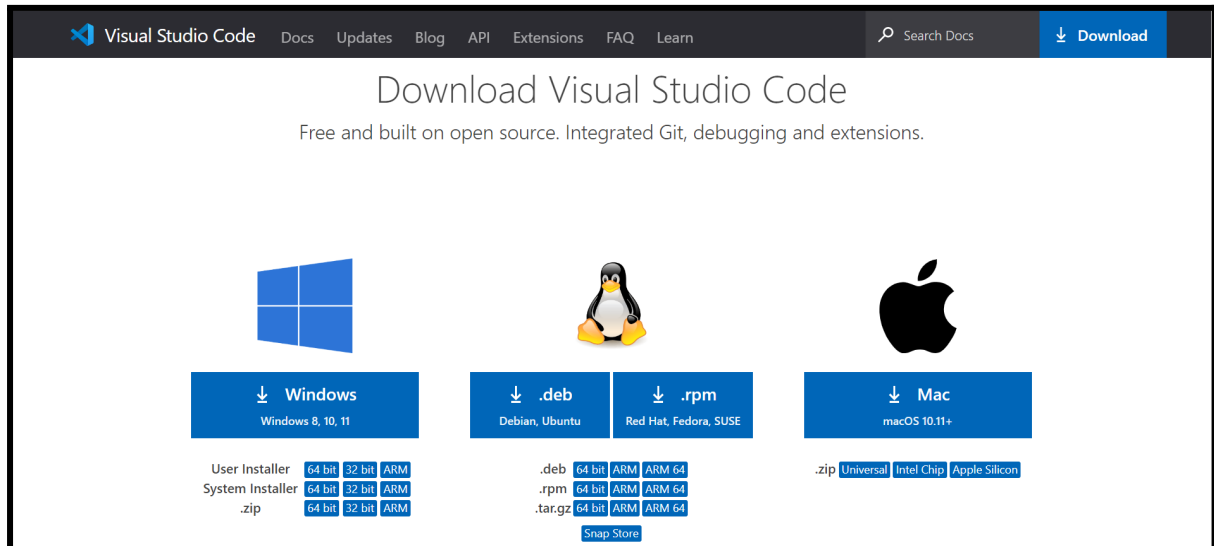 Visual Studio Code Docs Updates Blog API Extensions FAQ Learn Search Docs Download
Download Visual Studio Code
Free and built on open source. Integrated Git, debugging and extensions.
Windows
Windows 8, 10, 11
.deb
Debian, Ubuntu
.rpm
Red Hat, Fedora, SUSE
Mac
macOS 10.11+
User Installer 64 bit 32 bit ARM
System Installer 64 bit 32 bit ARM
.zip 64 bit 32 bit ARM
.deb 64 bit ARM ARM 64
.rpm 64 bit ARM ARM 64
.tar.gz 64 bit ARM ARM 64
Snap Store
.zip Universal Intel Chip Apple Silicon